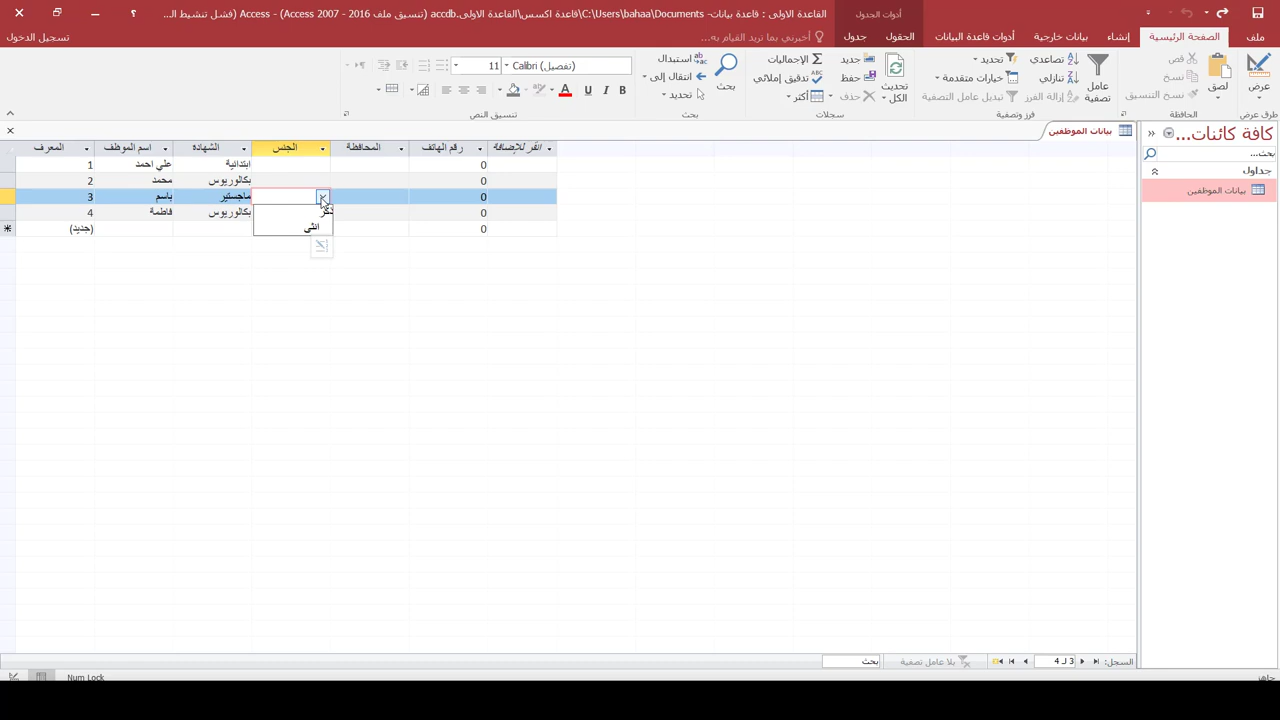 القاعدة الاولى : قاعدة بيانات- C:\Users\bahaa\Documents\قاعدة اكسس\القاعدة الاولى.accdb (تنسيق ملف Access 2007 - 2016) - Access (فشل تنشيط الـ...
أدوات الجدول
ملف
الصفحة الرئيسية
إنشاء
بيانات خارجية
أدوات قاعدة البيانات
الحقول
جدول
أخبرني بما تريد القيام به...
تسجيل الدخول
عرض
طرق عرض
لصق
قص
نسخ
نسخ التنسيق
الحافظة
عامل تصفية
تصاعدي
تنازلي
إزالة الفرز
تحديد
خيارات متقدمة
تبديل عامل التصفية
فرز وتصفية
تحديث الكل
جديد
حفظ
حذف
الإجماليات
تدقيق إملائي
أكثر
سجلات
بحث
استبدال
انتقال إلى
تحديد
بحث
Calibri (تفصيل)
11
B I U A
تنسيق النص
كافة كائنات...
بحث...
جداول
بيانات الموظفين
بيانات الموظفين
المعرف اسم الموظف الشهادة الجنس المحافظة رقم الهاتف انقر للإضافة
1 علي احمد ابتدائية 0
2 محمد بكالوريوس 0
3 باسم ماجستير 0
4 فاطمة بكالوريوس 0
(جديد) 0
ذكر
انثى
السجل: 3 لـ 4 بلا عامل تصفية بحث
جاهز
Num Lock